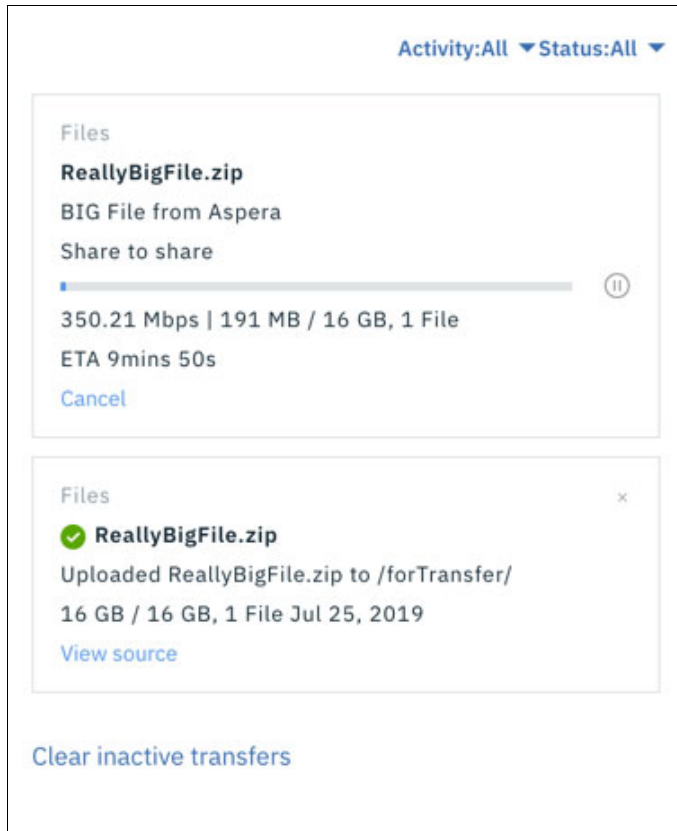 Activity:All Status:All
Files
ReallyBigFile.zip
BIG File from Aspera
Share to share
350.21 Mbps | 191 MB / 16 GB, 1 File
ETA 9mins 50s
Cancel
Files
ReallyBigFile.zip
Uploaded ReallyBigFile.zip to /forTransfer/
16 GB / 16 GB, 1 File Jul 25, 2019
View source
Clear inactive transfers